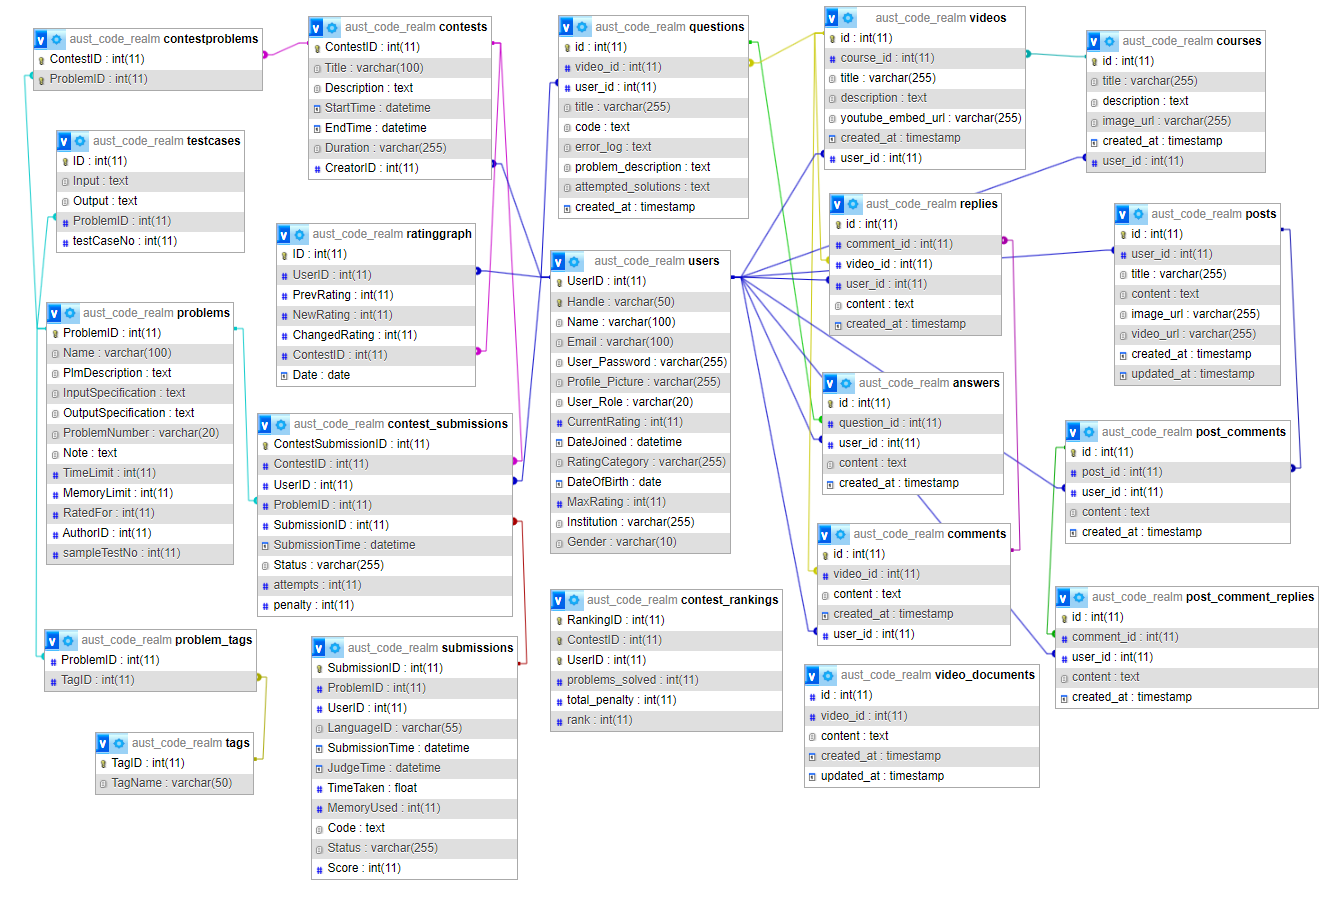 aust_code_realm contestproblems
ContestID : int(11)
ProblemID : int(11)
aust_code_realm testcases
ID : int(11)
Input : text
Output : text
ProblemID : int(11)
testCaseNo : int(11)
aust_code_realm problems
ProblemID : int(11)
Name : varchar(100)
PlmDescription : text
InputSpecification : text
OutputSpecification : text
ProblemNumber : varchar(20)
Note : text
TimeLimit : int(11)
MemoryLimit : int(11)
RatedFor : int(11)
AuthorID : int(11)
sampleTestNo : int(11)
aust_code_realm problem_tags
ProblemID : int(11)
TagID : int(11)
aust_code_realm tags
TagID : int(11)
TagName : varchar(50)
aust_code_realm contests
ContestID : int(11)
Title : varchar(100)
Description : text
StartTime : datetime
EndTime : datetime
Duration : varchar(255)
CreatorID : int(11)
aust_code_realm ratinggraph
ID : int(11)
UserID : int(11)
PrevRating : int(11)
NewRating : int(11)
ChangedRating : int(11)
ContestID : int(11)
Date : date
aust_code_realm contest_submissions
ContestSubmissionID : int(11)
ContestID : int(11)
UserID : int(11)
ProblemID : int(11)
SubmissionID : int(11)
SubmissionTime : datetime
Status : varchar(255)
attempts : int(11)
penalty : int(11)
aust_code_realm submissions
SubmissionID : int(11)
ProblemID : int(11)
UserID : int(11)
LanguageID : varchar(55)
SubmissionTime : datetime
JudgeTime : datetime
TimeTaken : float
MemoryUsed : int(11)
Code : text
Status : varchar(255)
Score : int(11)
aust_code_realm questions
id : int(11)
video_id : int(11)
user_id : int(11)
title : varchar(255)
code : text
error_log : text
problem_description : text
attempted_solutions : text
created_at : timestamp
aust_code_realm users
UserID : int(11)
Handle : varchar(50)
Name : varchar(100)
Email : varchar(100)
User_Password : varchar(255)
Profile_Picture : varchar(255)
User_Role : varchar(20)
CurrentRating : int(11)
DateJoined : datetime
RatingCategory : varchar(255)
DateOfBirth : date
MaxRating : int(11)
Institution : varchar(255)
Gender : varchar(10)
aust_code_realm contest_rankings
RankingID : int(11)
ContestID : int(11)
UserID : int(11)
problems_solved : int(11)
total_penalty : int(11)
rank : int(11)
aust_code_realm videos
id : int(11)
course_id : int(11)
title : varchar(255)
description : text
youtube_embed_url : varchar(255)
created_at : timestamp
user_id : int(11)
aust_code_realm replies
id : int(11)
comment_id : int(11)
video_id : int(11)
user_id : int(11)
content : text
created_at : timestamp
aust_code_realm answers
id : int(11)
question_id : int(11)
user_id : int(11)
content : text
created_at : timestamp
aust_code_realm comments
id : int(11)
video_id : int(11)
content : text
created_at : timestamp
user_id : int(11)
aust_code_realm video_documents
id : int(11)
video_id : int(11)
content : text
created_at : timestamp
updated_at : timestamp
aust_code_realm courses
id : int(11)
title : varchar(255)
description : text
image_url : varchar(255)
created_at : timestamp
user_id : int(11)
aust_code_realm posts
id : int(11)
user_id : int(11)
title : varchar(255)
content : text
image_url : varchar(255)
video_url : varchar(255)
created_at : timestamp
updated_at : timestamp
aust_code_realm post_comments
id : int(11)
post_id : int(11)
user_id : int(11)
content : text
created_at : timestamp
aust_code_realm post_comment_replies
id : int(11)
comment_id : int(11)
user_id : int(11)
content : text
created_at : timestamp